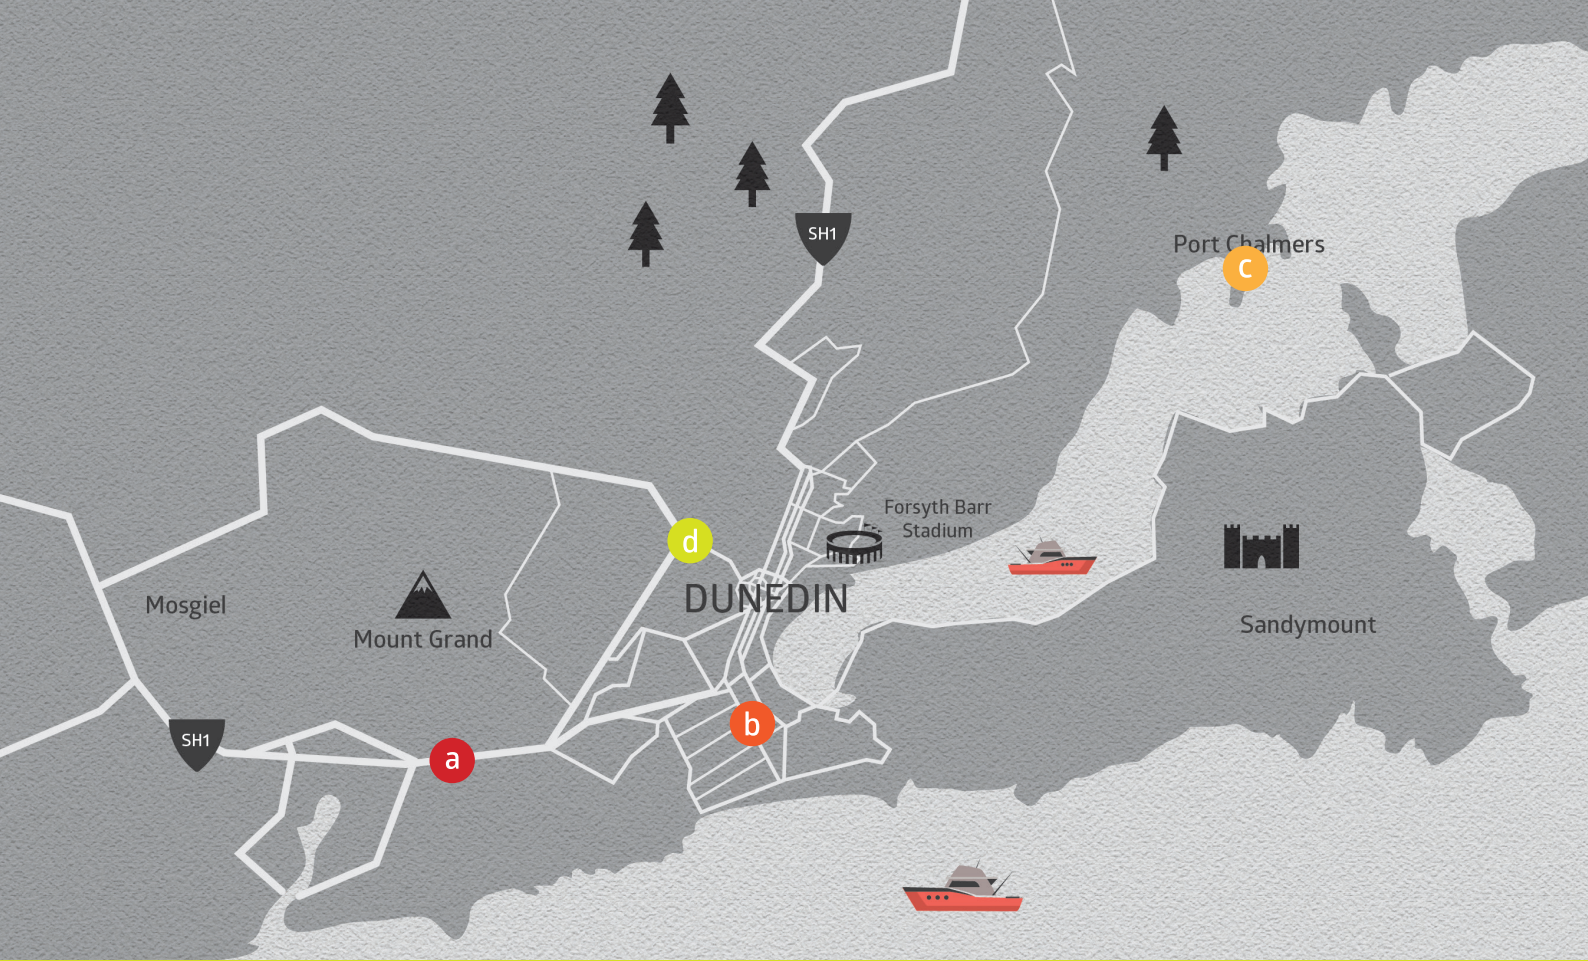 SH1
Port Chalmers
c
Forsyth Barr
Stadium
d
DUNEDIN
Mosgiel
Mount Grand
Sandymount
SH1
a
b